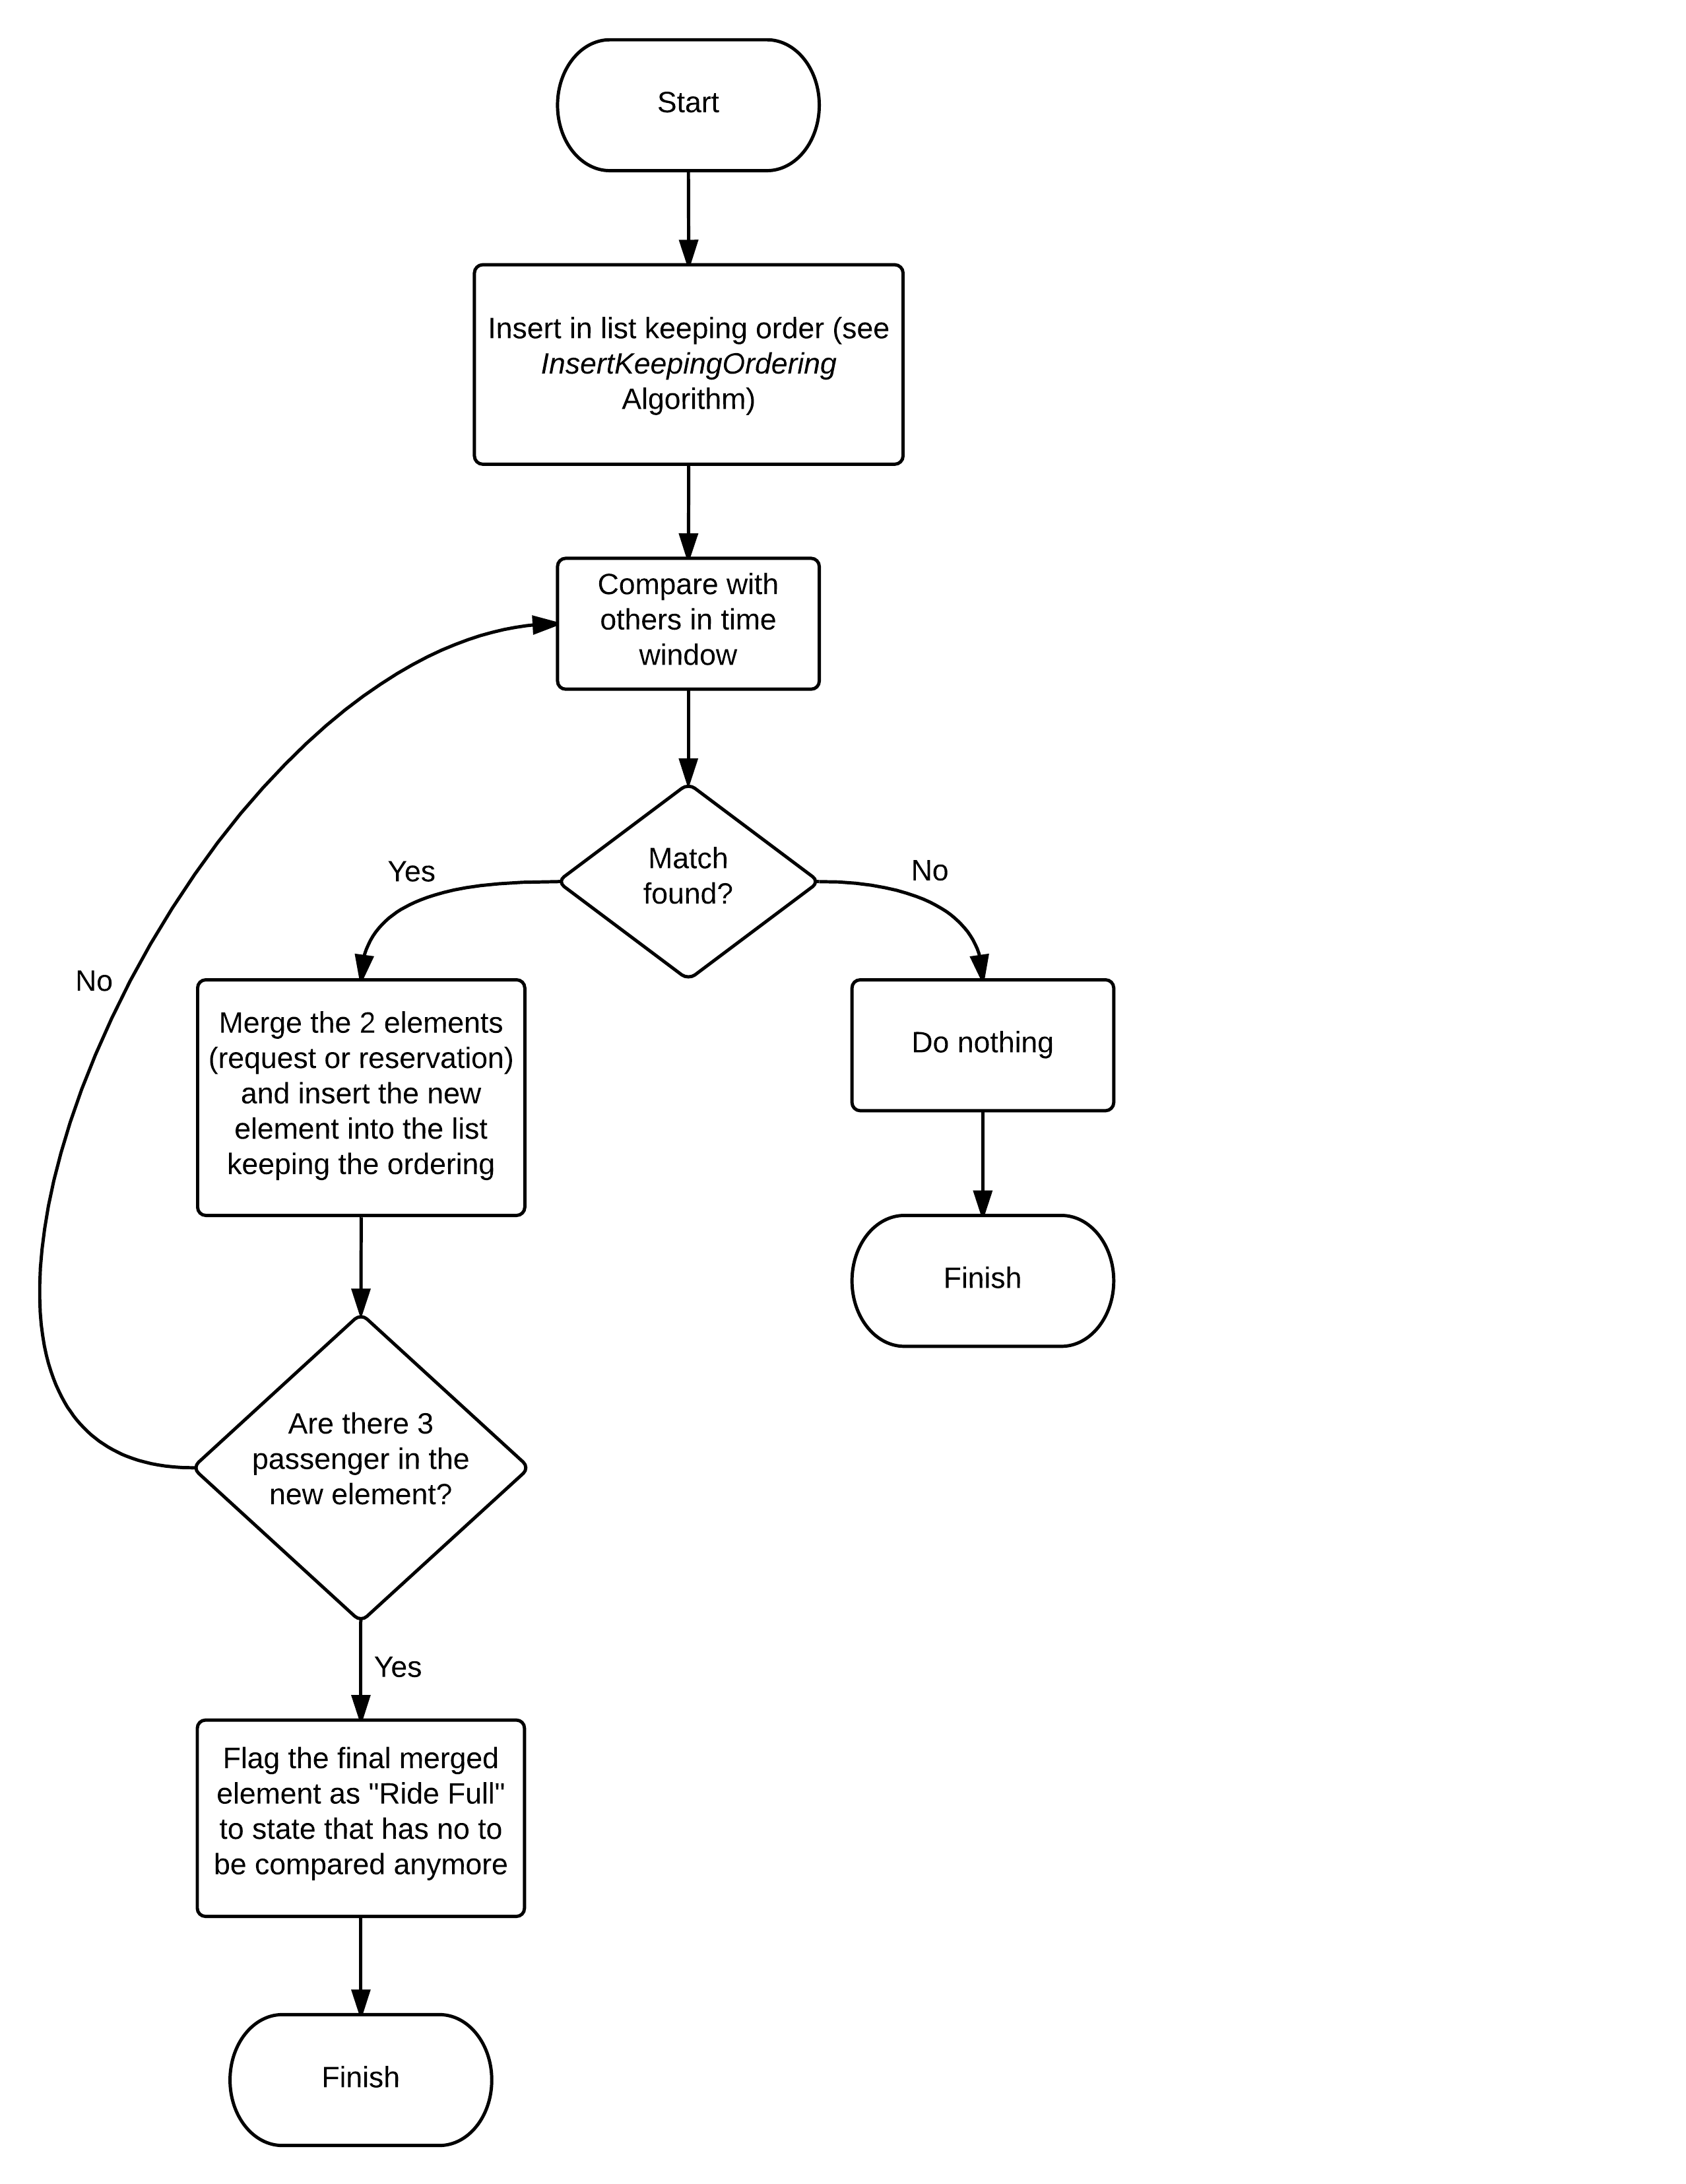 Start
Insert in list keeping order (see
InsertKeepingOrdering
Algorithm)
Compare with
others in time
window
Match
found?
Yes
No
No
Merge the 2 elements
(request or reservation)
and insert the new
element into the list
keeping the ordering
Do nothing
Finish
Are there 3
passenger in the
new element?
Yes
Flag the final merged
element as "Ride Full"
to state that has no to
be compared anymore
Finish